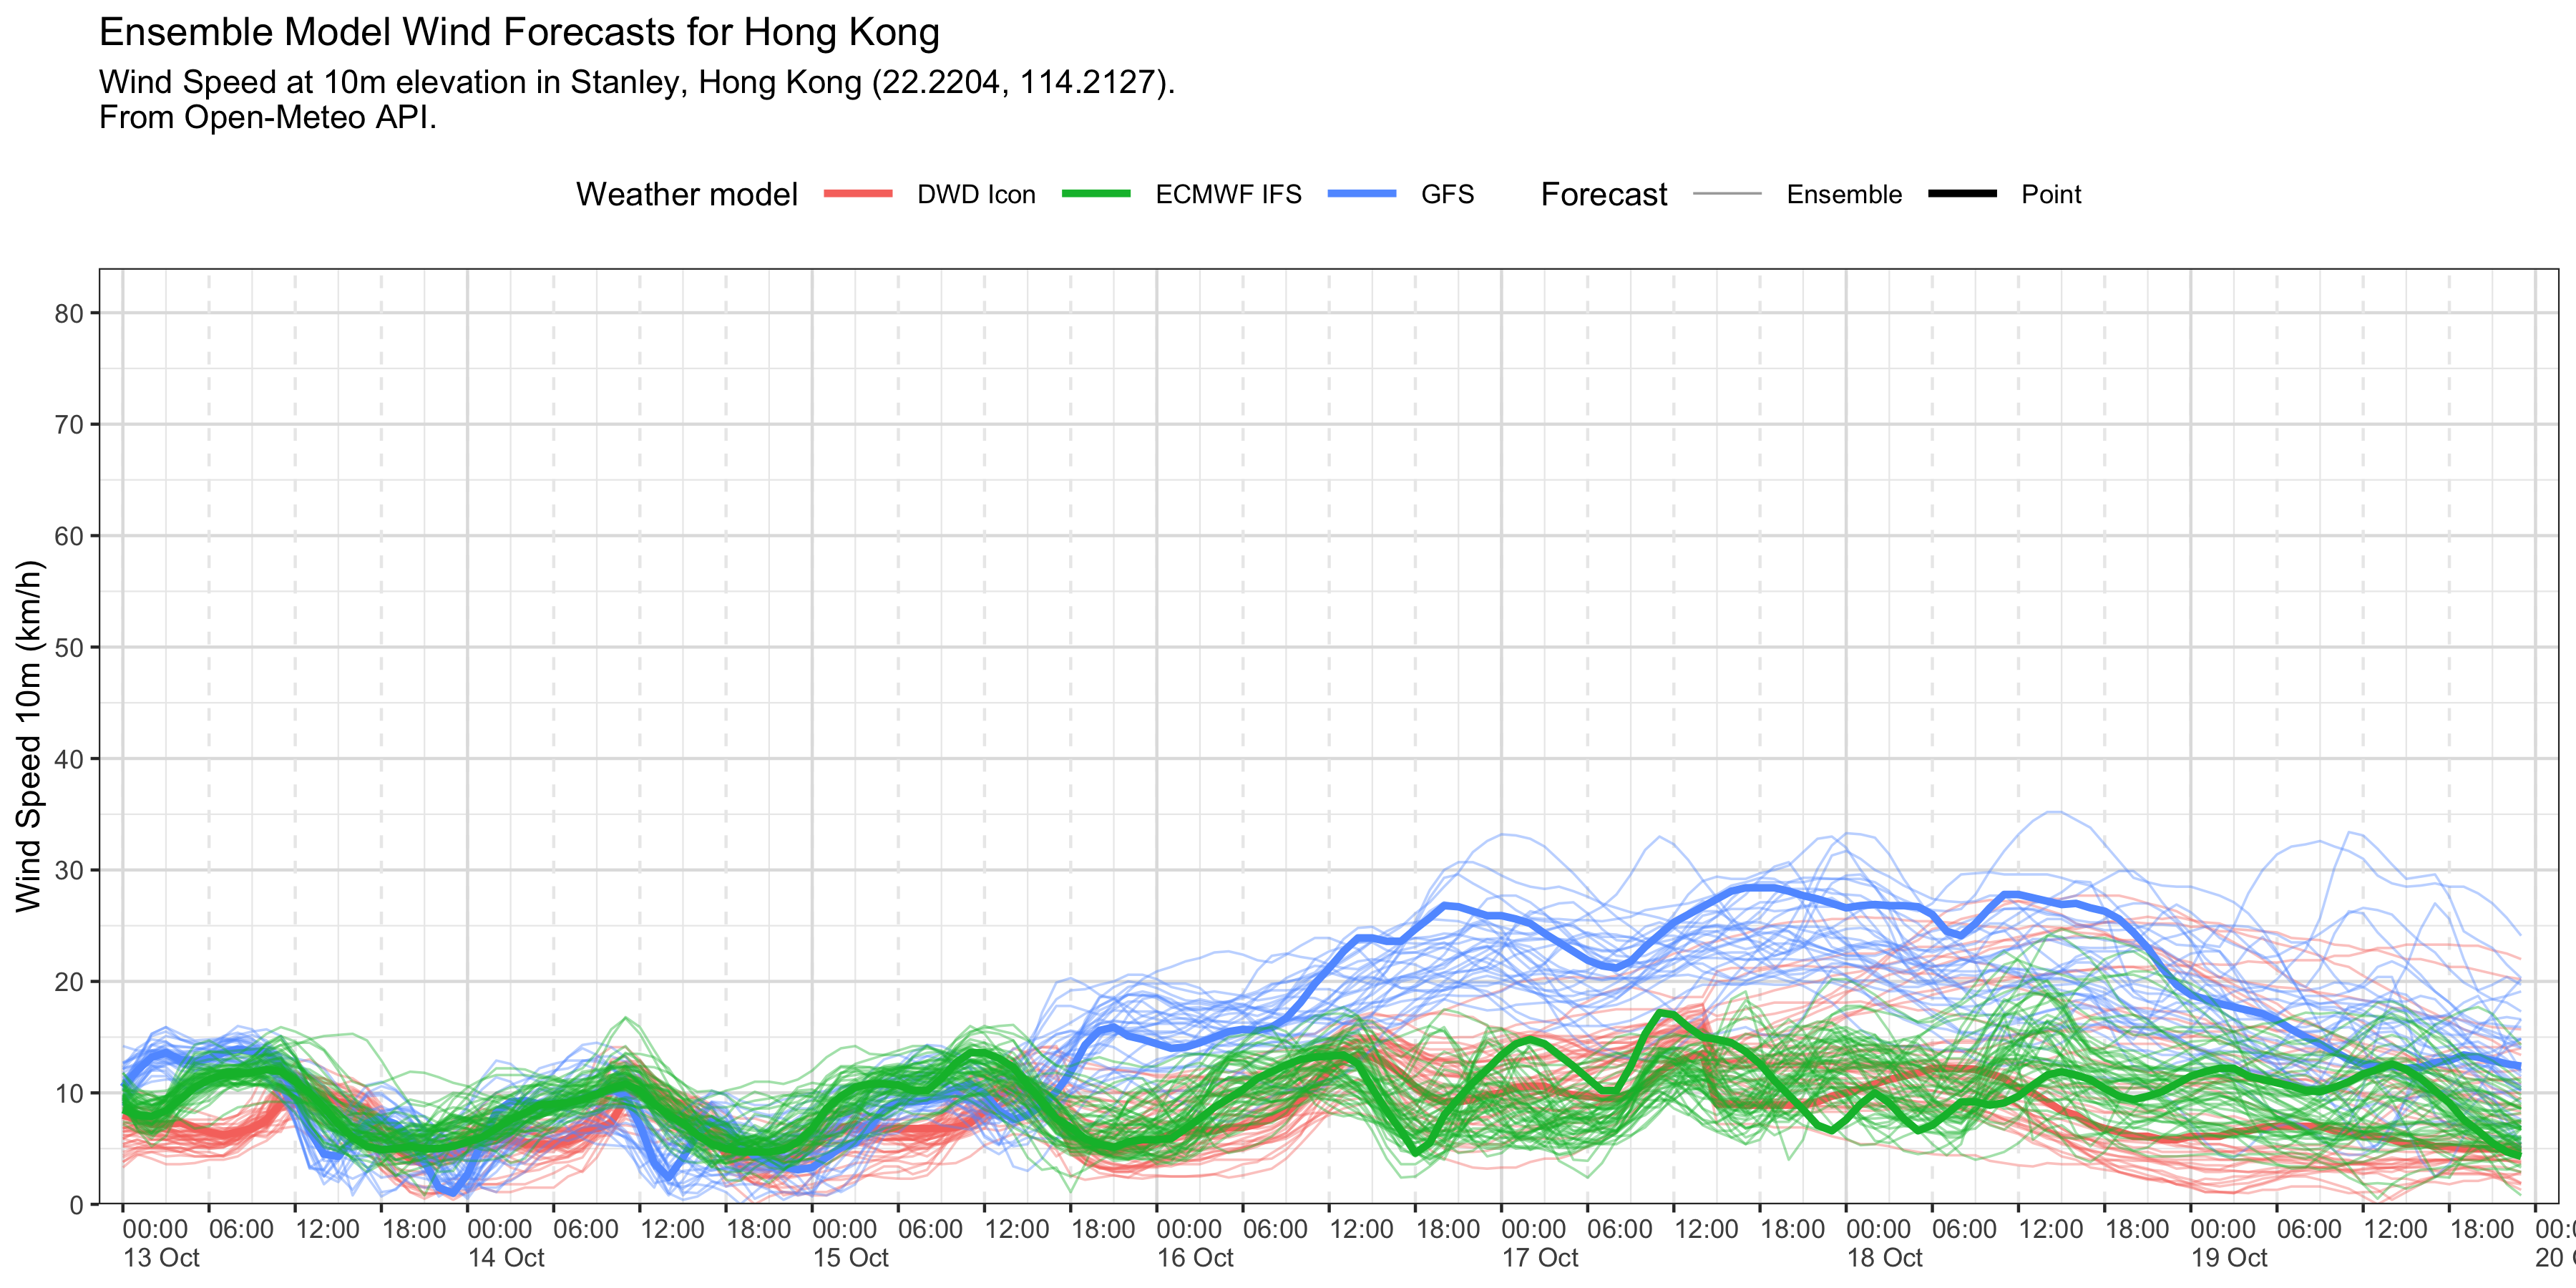 Ensemble Model Wind Forecasts for Hong Kong
Wind Speed at 10m elevation in Stanley, Hong Kong (22.2204, 114.2127).
From Open-Meteo API.
Weather model DWD Icon ECMWF IFS GFS Forecast Ensemble Point
Wind Speed 10m (km/h)
80
70
60
50
40
30
20
10
0
00:00 06:00 12:00 18:00 00:00 06:00 12:00 18:00 00:00 06:00 12:00 18:00 00:00 06:00 12:00 18:00 00:00 06:00 12:00 18:00 00:00 06:00 12:00 18:00 00:00 06:00 12:00 18:00 00:0
13 Oct 14 Oct 15 Oct 16 Oct 17 Oct 18 Oct 19 Oct 20